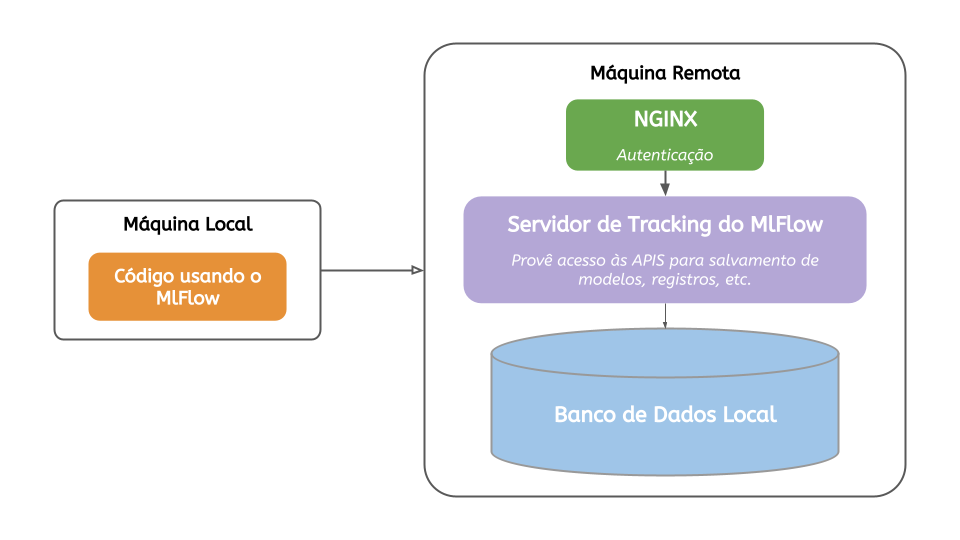 Máquina Remota
NGINX
Autenticação
Servidor de Tracking do MlFlow
Provê acesso às APIS para salvamento de
modelos, registros, etc.
Máquina Local
Código usando o
MlFlow
Banco de Dados Local